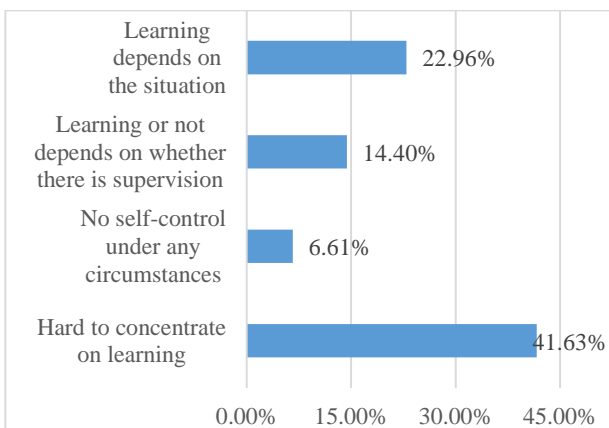 Learning
depends on
the situation
22.96%
Learning or not
depends on whether
there is supervision
14.40%
No self-control
under any
circumstances
6.61%
Hard to concentrate
on learning
41.63%
0.00% 15.00% 30.00% 45.00%